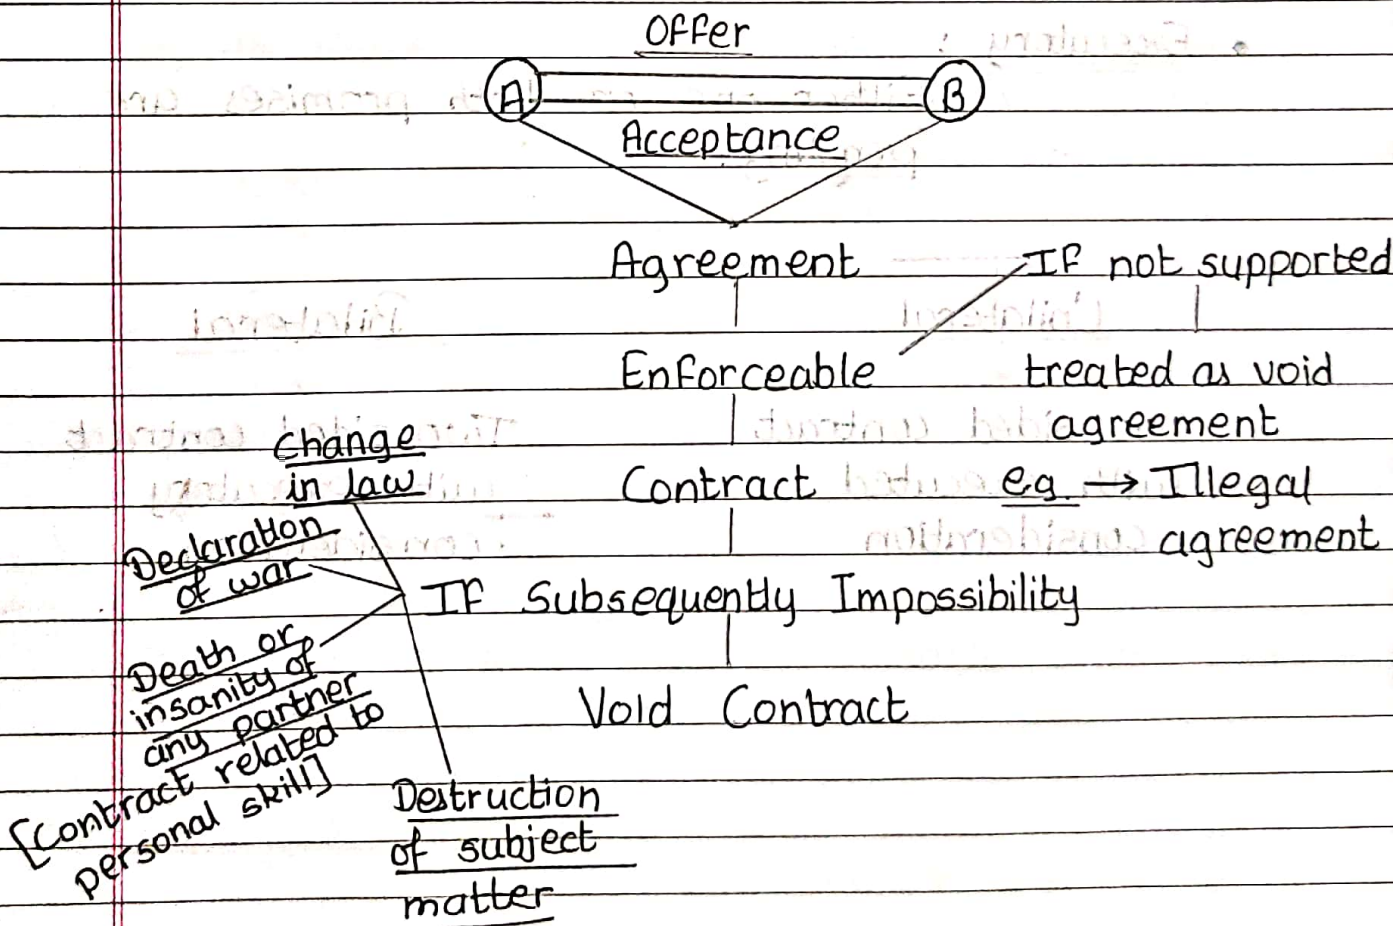 Offer
A
B
Acceptance
Agreement
If not supported
Enforceable
treated as void
agreement
Change
in law
Contract
eg. → Illegal
agreement
Declaration
of war
If Subsequently Impossibility
Death or
insanity of
any partner
[Contract related to
personal skill]
Void Contract
Destruction
of subject
matter